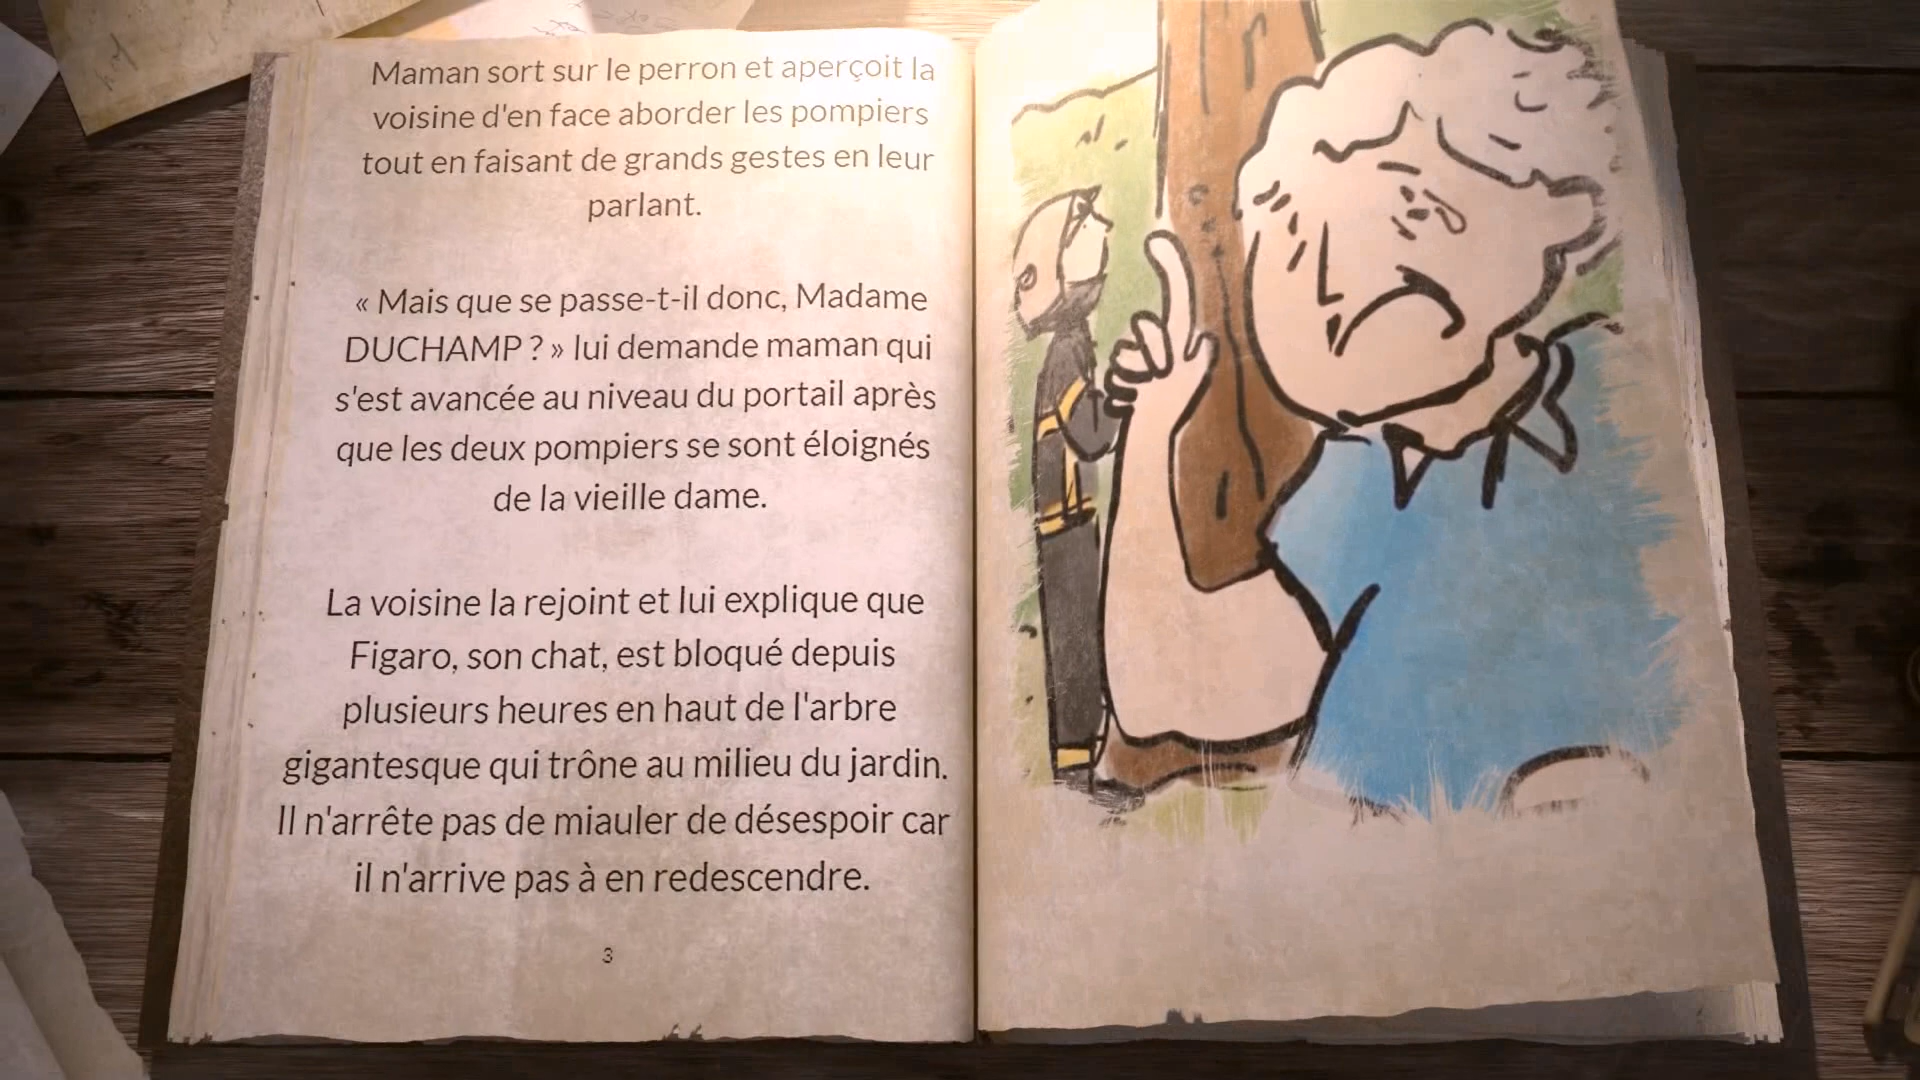 Maman sort sur le perron et aperçoit la
voisine d'en face aborder les pompiers
tout en faisant de grands gestes en leur
parlant.
« Mais que se passe-t-il donc, Madame
DUCHAMP ? » lui demande maman qui
s'est avancée au niveau du portail après
que les deux pompiers se sont éloignés
de la vieille dame.
La voisine la rejoint et lui explique que
Figaro, son chat, est bloqué depuis
plusieurs heures en haut de l'arbre
gigantesque qui trône au milieu du jardin.
Il n'arrête pas de miauler de désespoir car
il n'arrive pas à en redescendre.
3